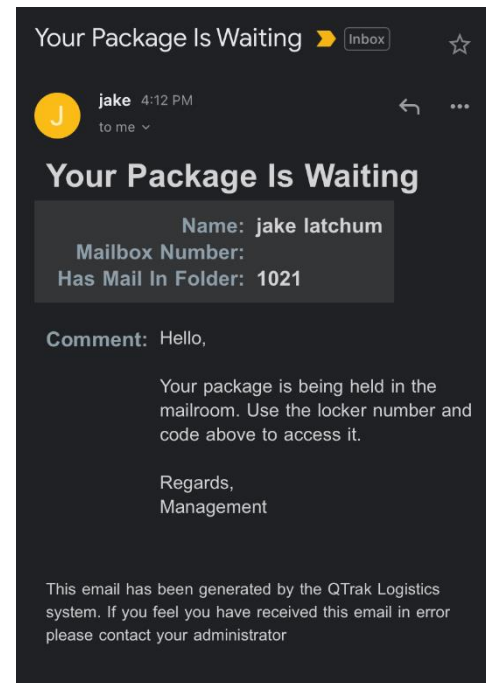 Your Package Is Waiting Inbox
J
jake 4:12 PM
to me
Your Package Is Waiting
Name: jake latchum
Mailbox Number:
Has Mail In Folder: 1021
Comment: Hello,
Your package is being held in the
mailroom. Use the locker number and
code above to access it.
Regards,
Management
This email has been generated by the QTrak Logistics
system. If you feel you have received this email in error
please contact your administrator